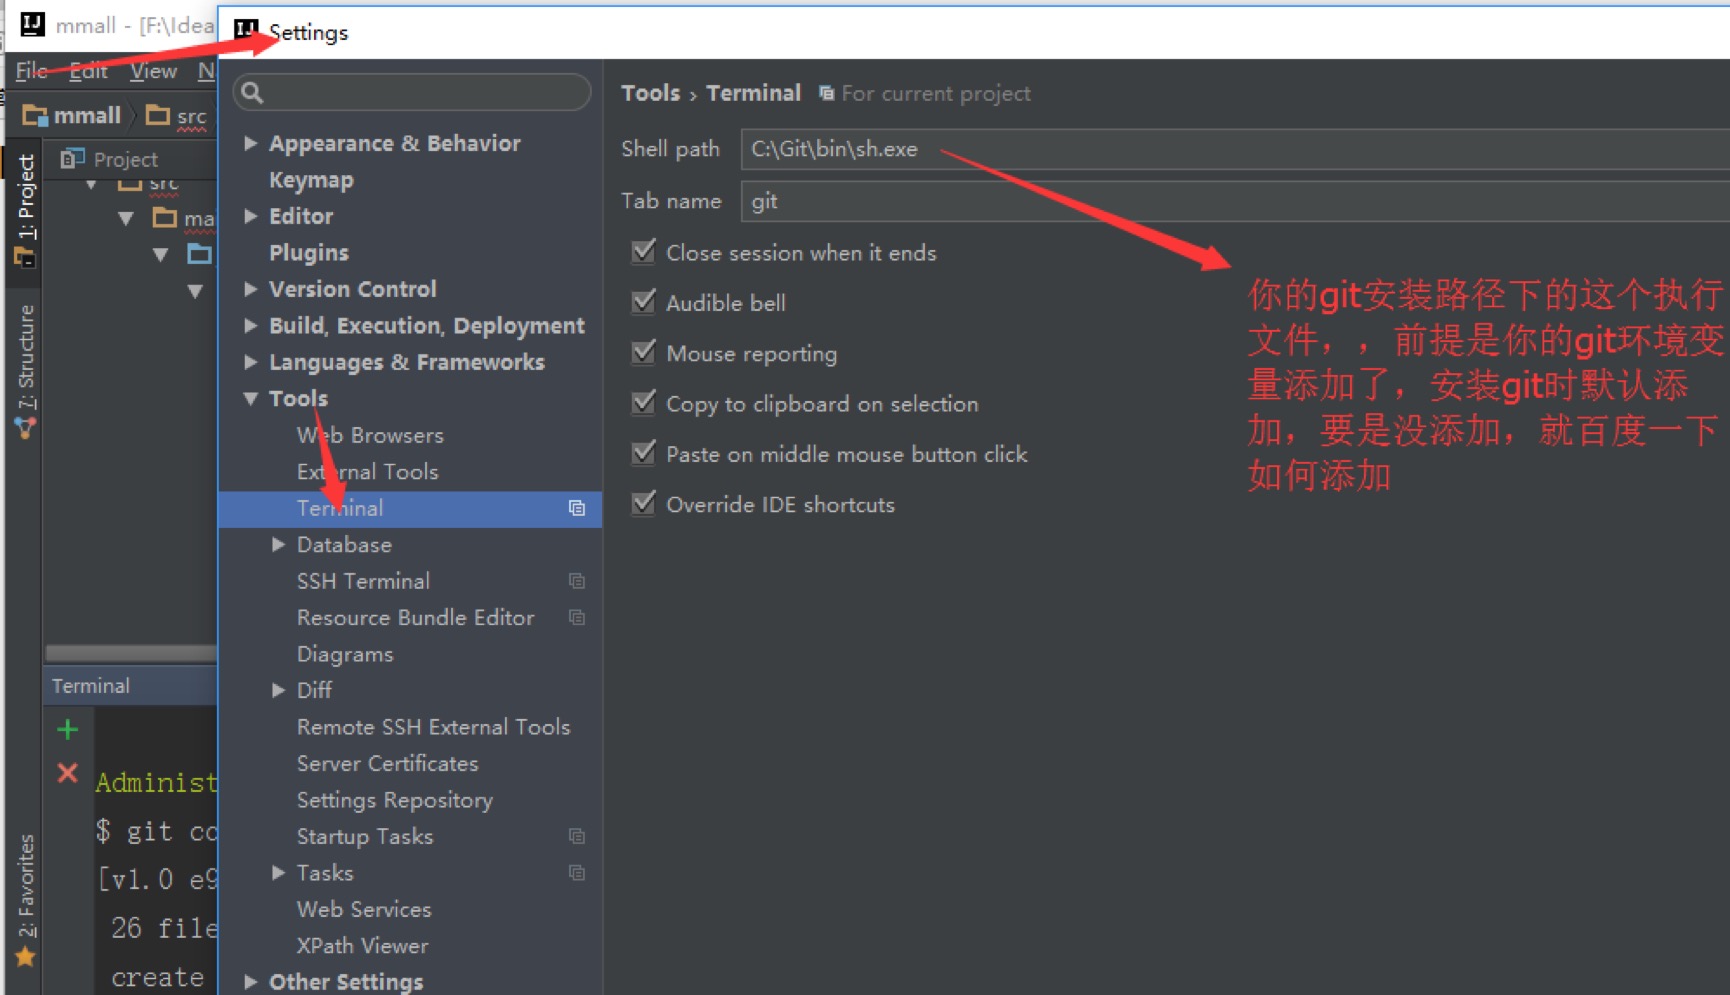 mmall - [F:\Idea
Settings
File Edit View N
mmall src
Project
1: Project
src
ma
7: Structure
2: Favorites
Terminal
Administ
$ git co
[v1.0 e9
26 file
create
Appearance & Behavior
Keymap
Editor
Plugins
Version Control
Build, Execution, Deployment
Languages & Frameworks
Tools
Web Browsers
External Tools
Terminal
Database
SSH Terminal
Resource Bundle Editor
Diagrams
Diff
Remote SSH External Tools
Server Certificates
Settings Repository
Startup Tasks
Tasks
Web Services
XPath Viewer
Other Settings
Tools › Terminal For current project
Shell path C:\Git\bin\sh.exe
Tab name git
Close session when it ends
Audible bell
Mouse reporting
Copy to clipboard on selection
Paste on middle mouse button click
Override IDE shortcuts
你的git安装路径下的这个执行
文件，，前提是你的git环境变
量添加了，安装git时默认添
加，要是没添加，就百度一下
如何添加